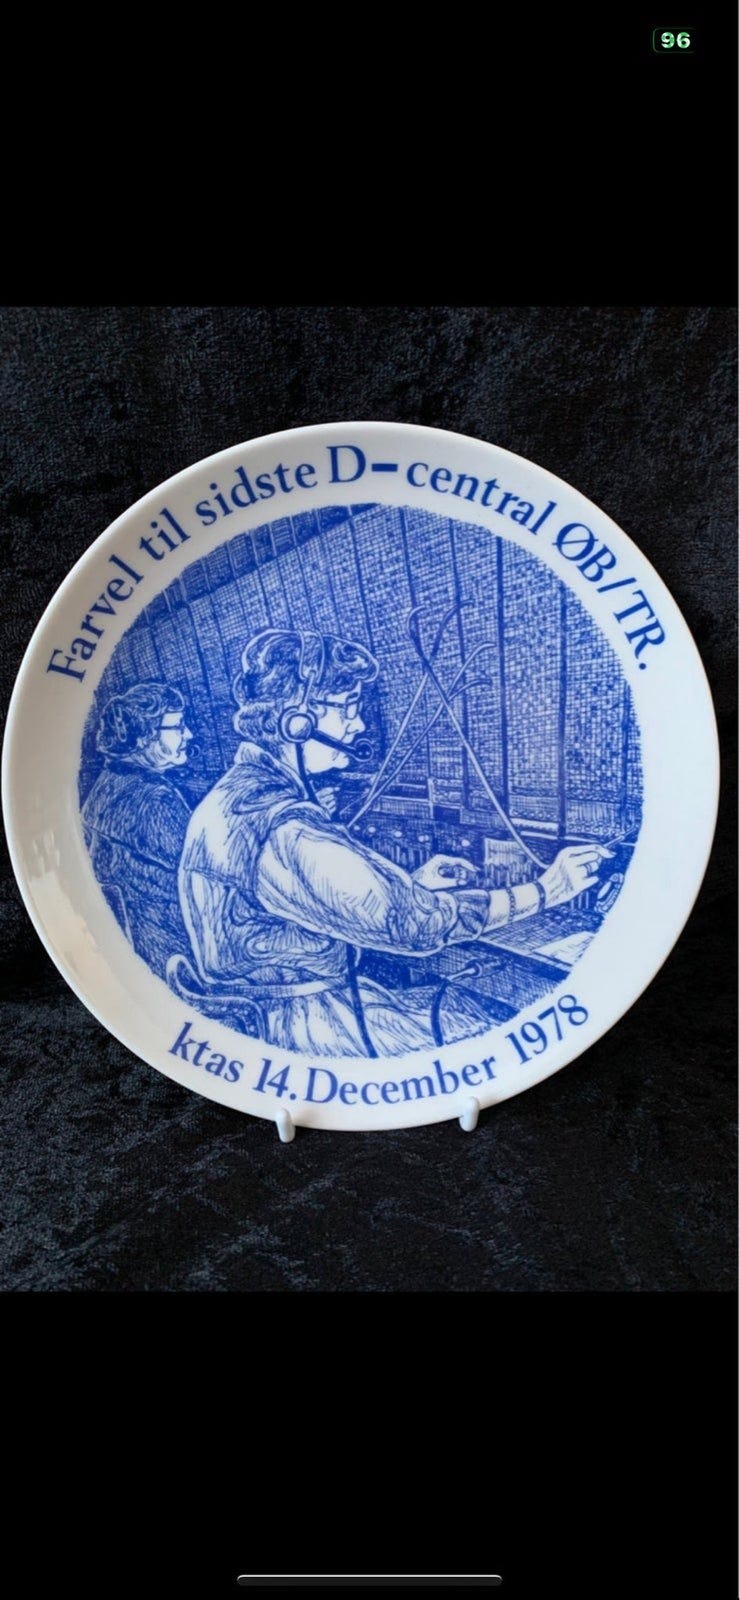 96
Farvel til sidste D-central ØB/TR.
ktas 14. December 1978